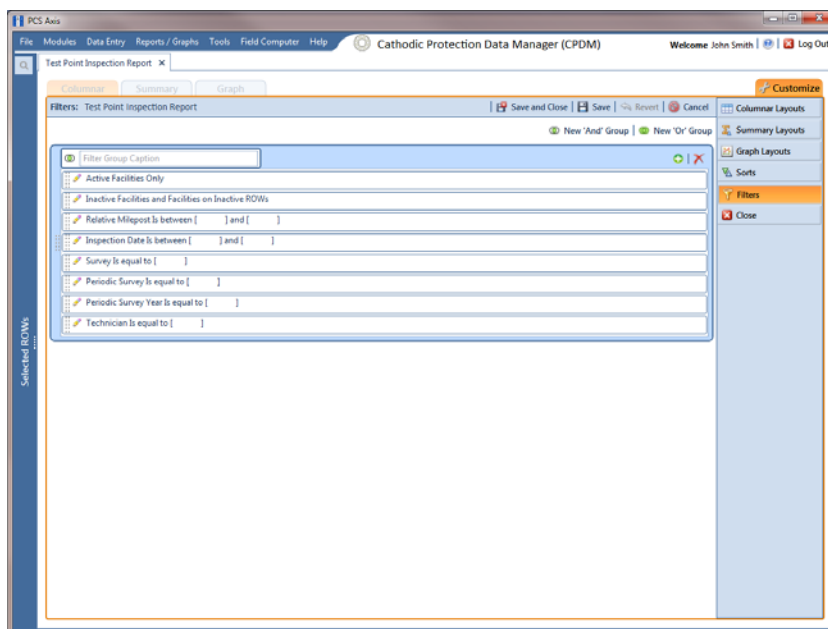 PCS Axis
File Modules Data Entry Reports / Graphs Tools Field Computer Help
Cathodic Protection Data Manager (CPDM)
Welcome John Smith Log Out
Test Point Inspection Report
Columnar Summary Graph
Customize
Filters: Test Point Inspection Report
Save and Close Save Revert Cancel
New 'And' Group New 'Or' Group
Filter Group Caption
Active Facilities Only
Inactive Facilities and Facilities on Inactive ROWs
Relative Milepost Is between [ ] and [ ]
Inspection Date Is between [ ] and [ ]
Survey Is equal to [ ]
Periodic Survey Is equal to [ ]
Periodic Survey Year Is equal to [ ]
Technician Is equal to [ ]
Columnar Layouts
Summary Layouts
Graph Layouts
Sorts
Filters
Close
Selected ROWs